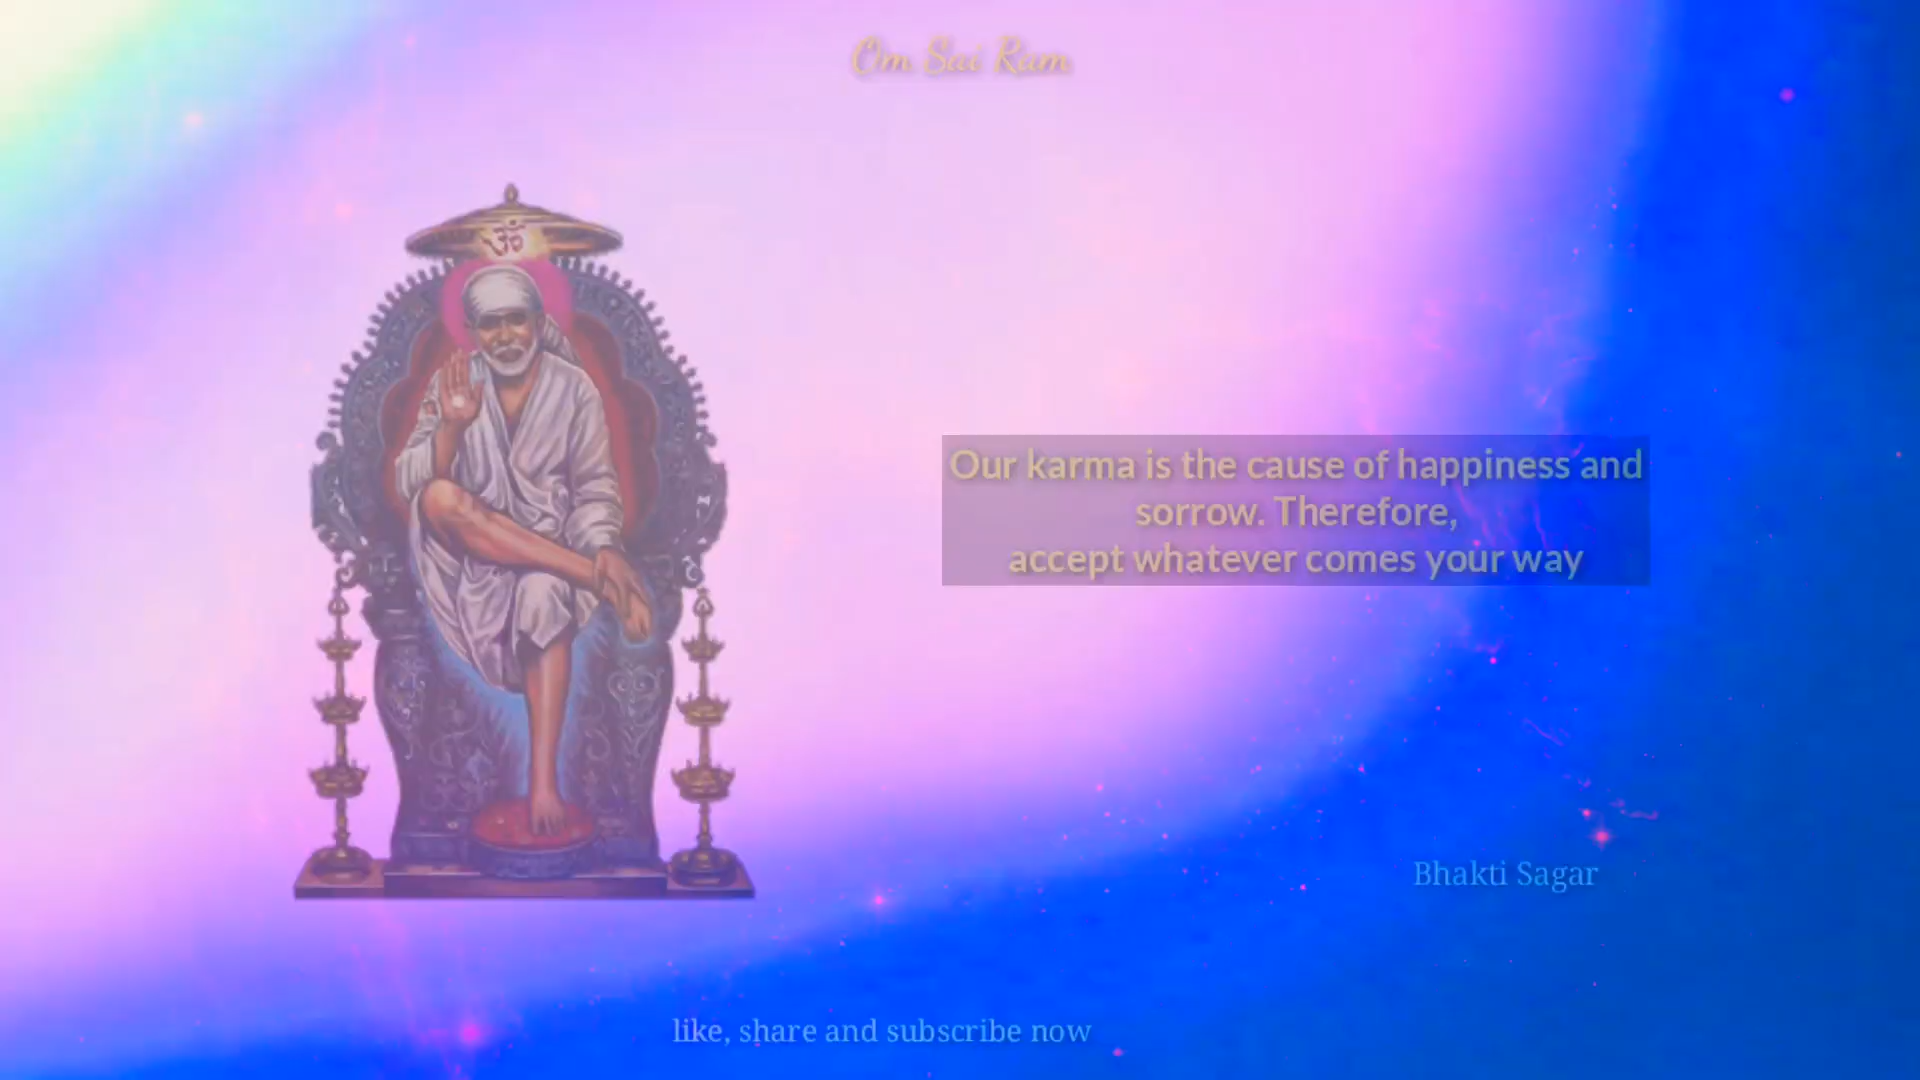 Om Sai Ram
ॐ
Our karma is the cause of happiness and
sorrow. Therefore,
accept whatever comes your way
Bhakti Sagar
like, share and subscribe now